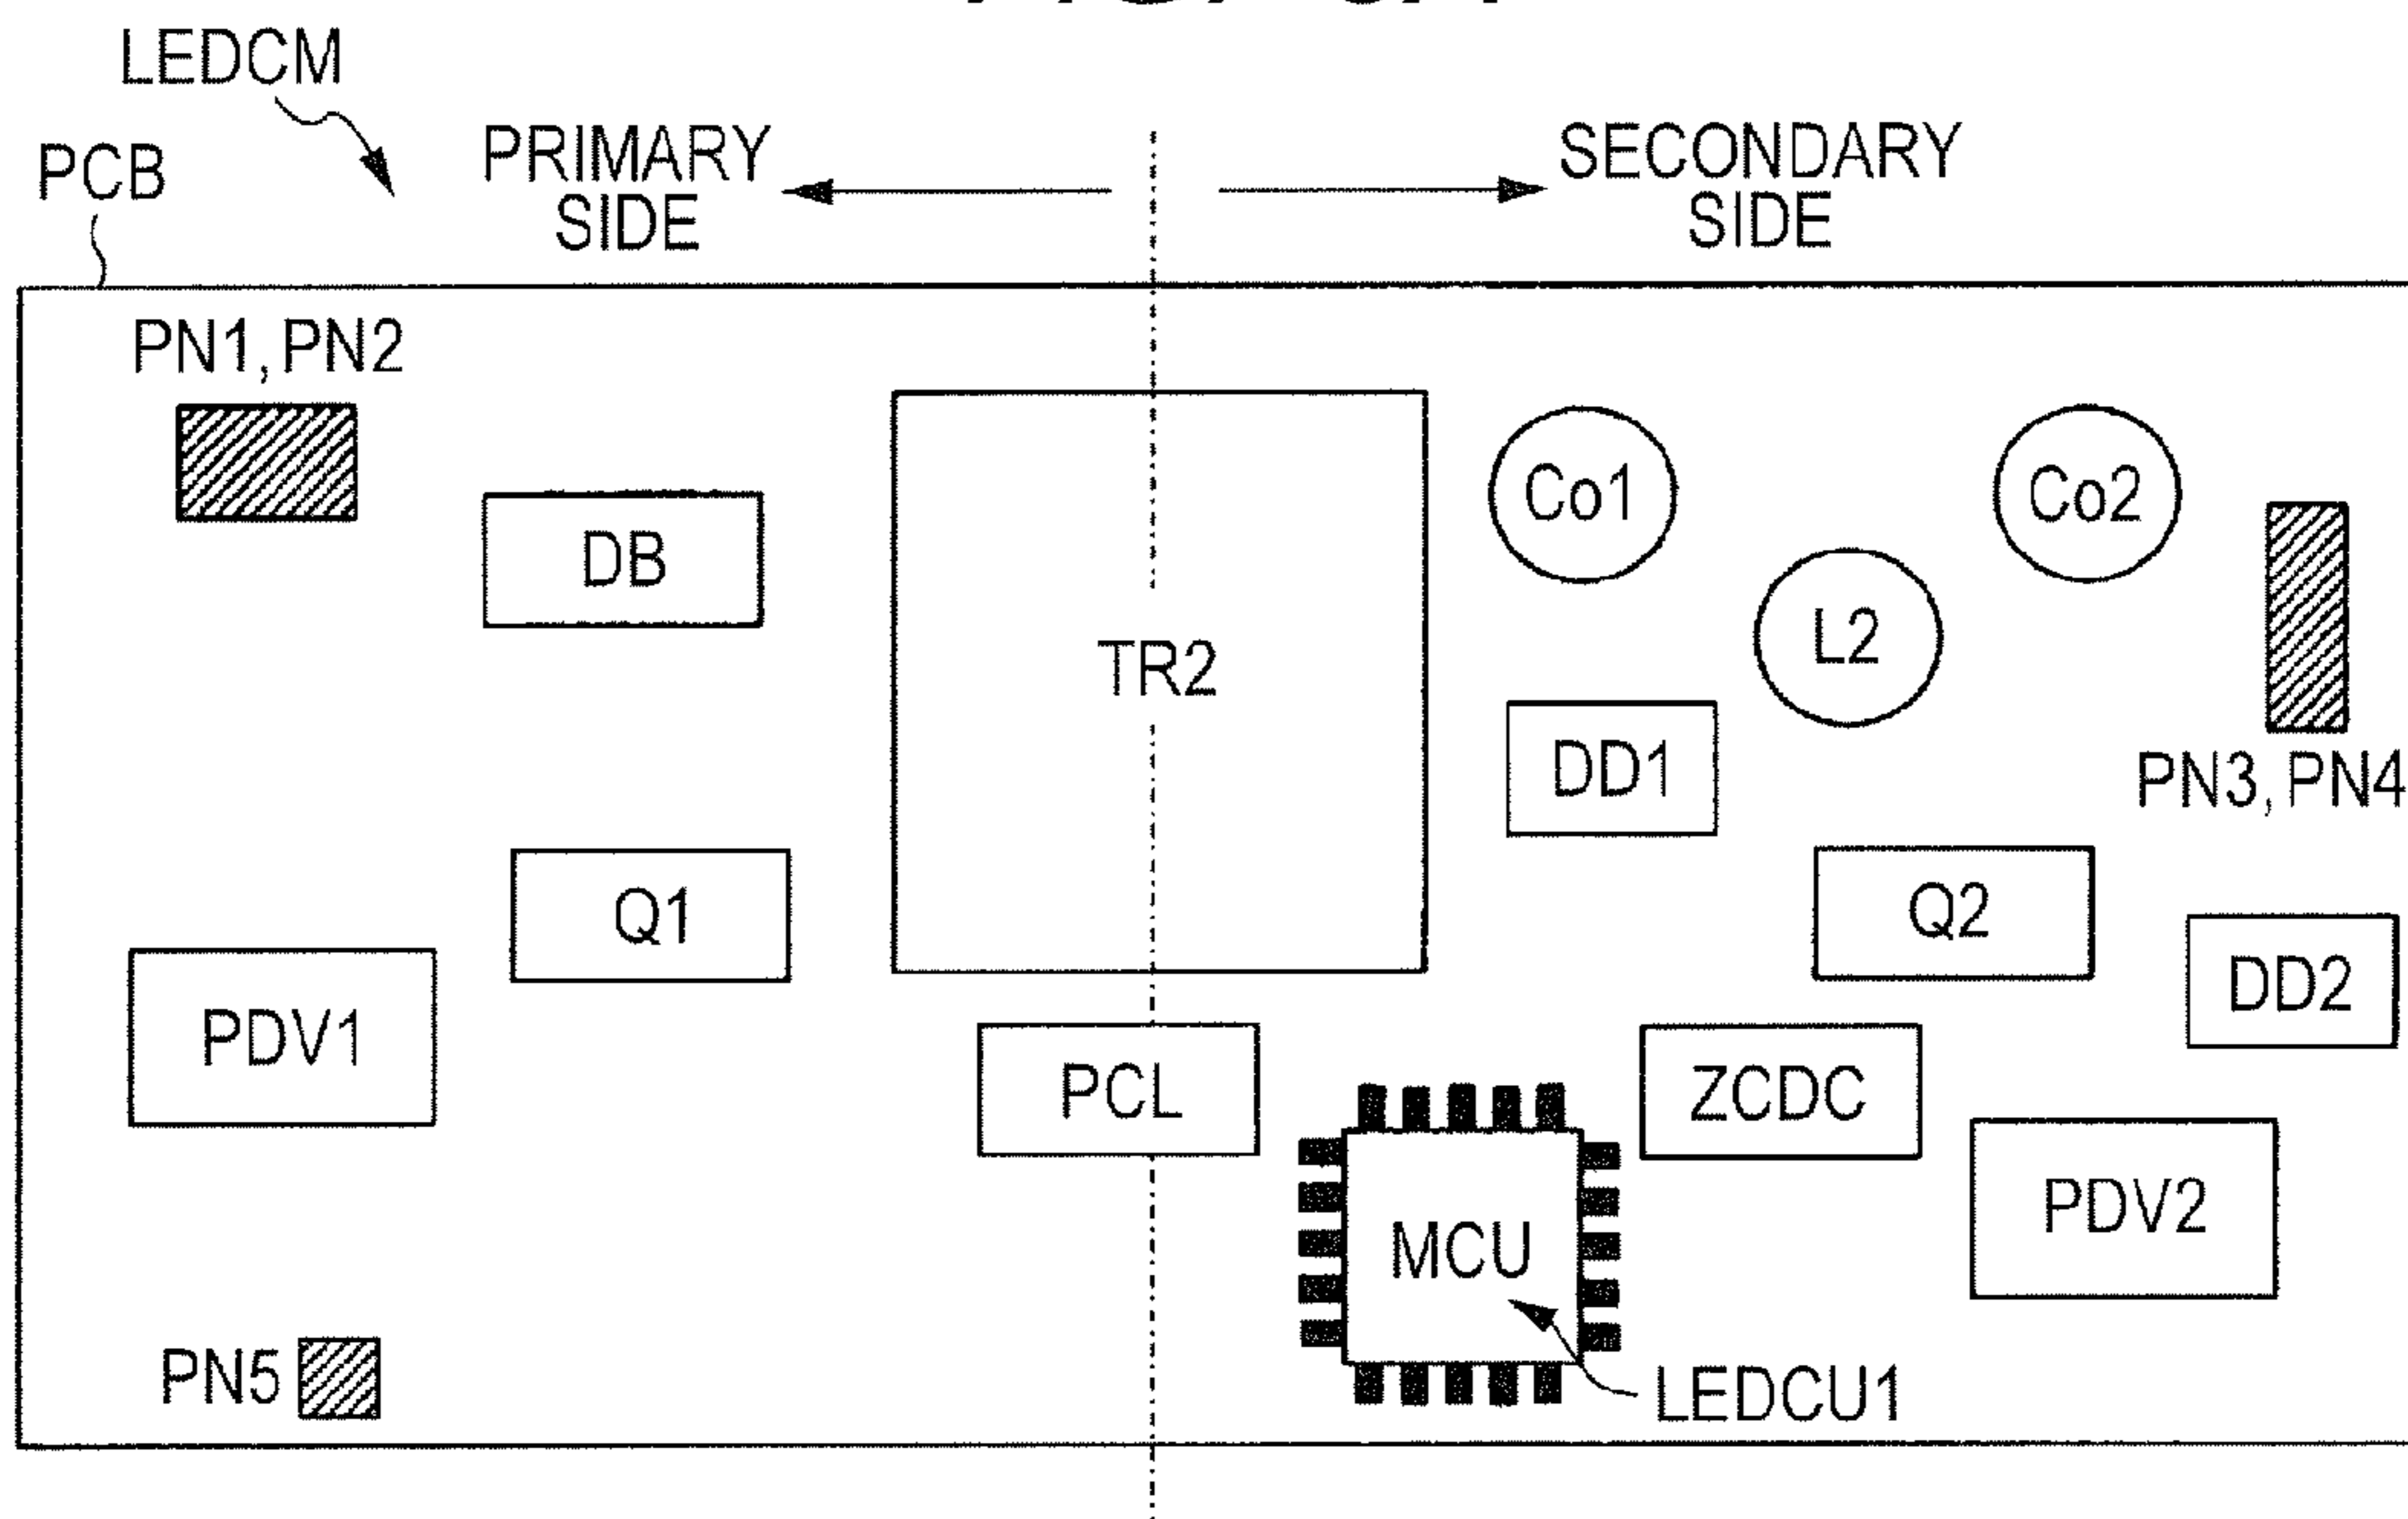 LEDCM
PCB
PRIMARY
SIDE
SECONDARY
SIDE
PN1, PN2
DB
TR2
Co1
Co2
L2
DD1
PN3, PN4
Q1
Q2
DD2
PDV1
PCL
ZCDC
MCU
PDV2
PN5
LEDCU1